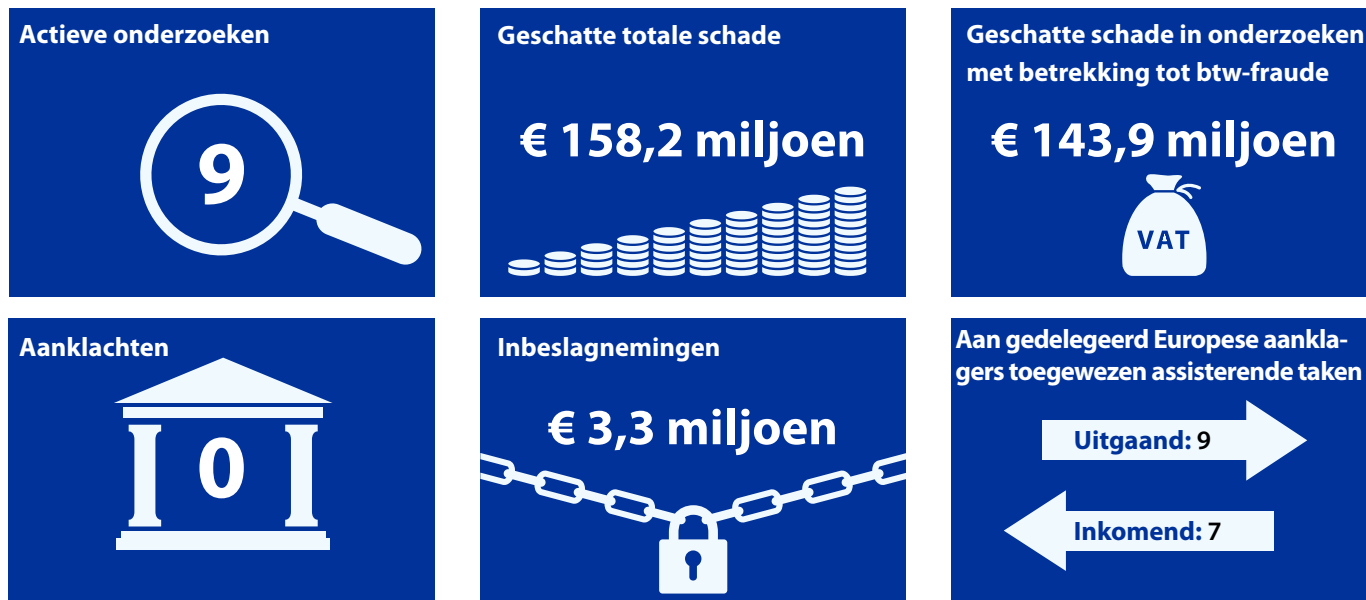 Actieve onderzoeken
9
Geschatte totale schade
€ 158,2 miljoen
Geschatte schade in onderzoeken
met betrekking tot btw-fraude
€ 143,9 miljoen
VAT
Aanklachten
0
Inbeslagnemingen
€ 3,3 miljoen
Aan gedelegeerd Europese aankla-
gers toegewezen assisterende taken
Uitgaand: 9
Inkomend: 7